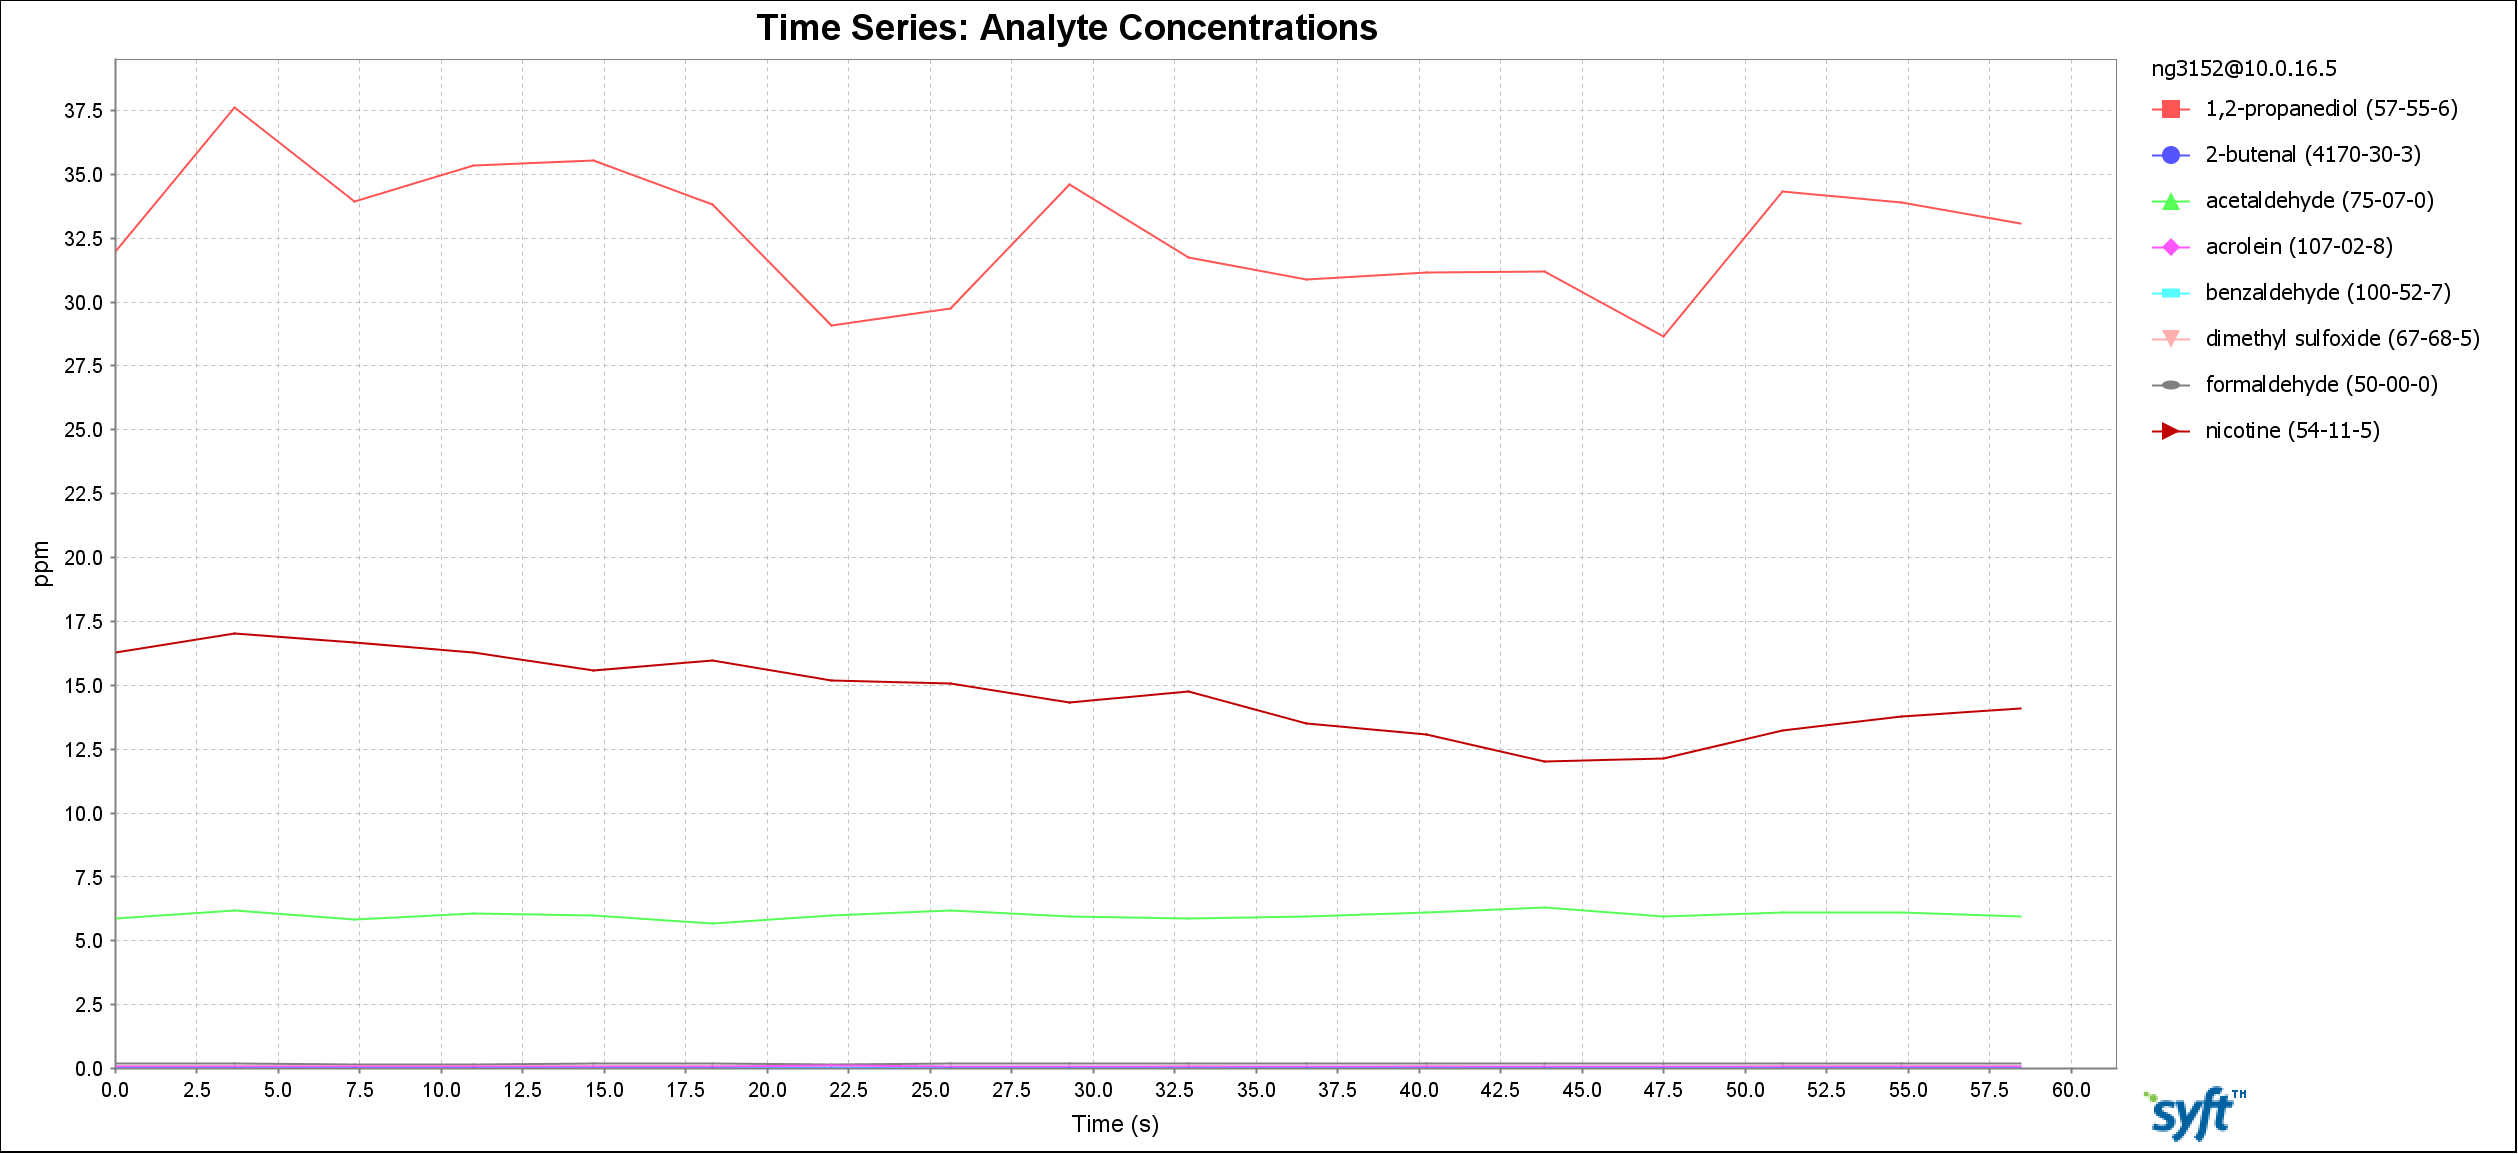 Time Series: Analyte Concentrations
ng3152@10.0.16.5
1,2-propanediol (57-55-6)
2-butenal (4170-30-3)
acetaldehyde (75-07-0)
acrolein (107-02-8)
benzaldehyde (100-52-7)
dimethyl sulfoxide (67-68-5)
formaldehyde (50-00-0)
nicotine (54-11-5)
37.5
35.0
32.5
30.0
27.5
25.0
22.5
20.0
17.5
15.0
12.5
10.0
7.5
5.0
2.5
0.0
ppm
0.0 2.5 5.0 7.5 10.0 12.5 15.0 17.5 20.0 22.5 25.0 27.5 30.0 32.5 35.0 37.5 40.0 42.5 45.0 47.5 50.0 52.5 55.0 57.5 60.0
Time (s)
syft™